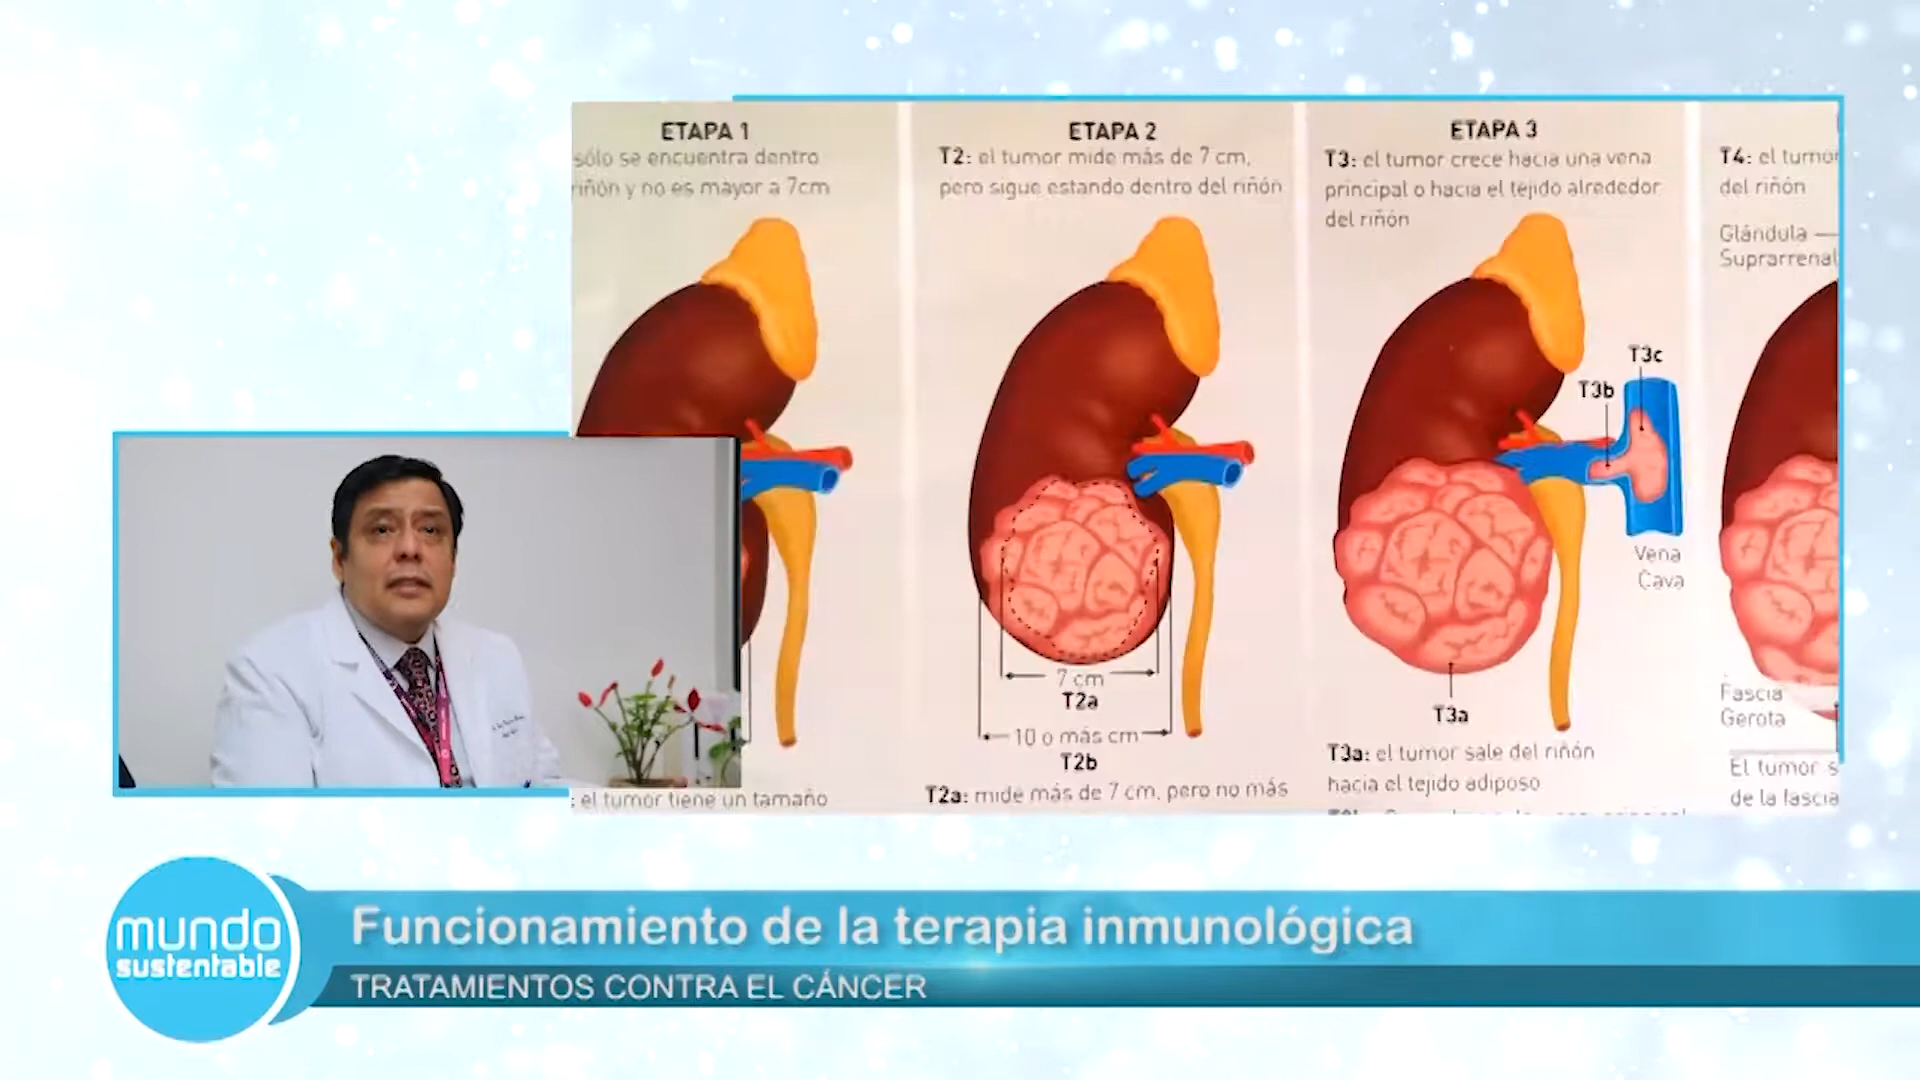 ETAPA 1
sólo se encuentra dentro
riñón y no es mayor a 7cm
: el tumor tiene un tamaño
ETAPA 2
T2: el tumor mide más de 7 cm,
pero sigue estando dentro del riñón
7 cm
T2a
10 o más cm
T2b
T2a: mide más de 7 cm, pero no más
ETAPA 3
T3: el tumor crece hacia una vena
principal o hacia el tejido alrededor
del riñón
T3c
T3b
Vena
Cava
T3a
T3a: el tumor sale del riñón
hacia el tejido adiposo
T4: el tumor
del riñón
Glándula
Suprarrenal
Fascia
Gerota
El tumor s
de la fascia
mundo
sustentable
Funcionamiento de la terapia inmunológica
TRATAMIENTOS CONTRA EL CÁNCER